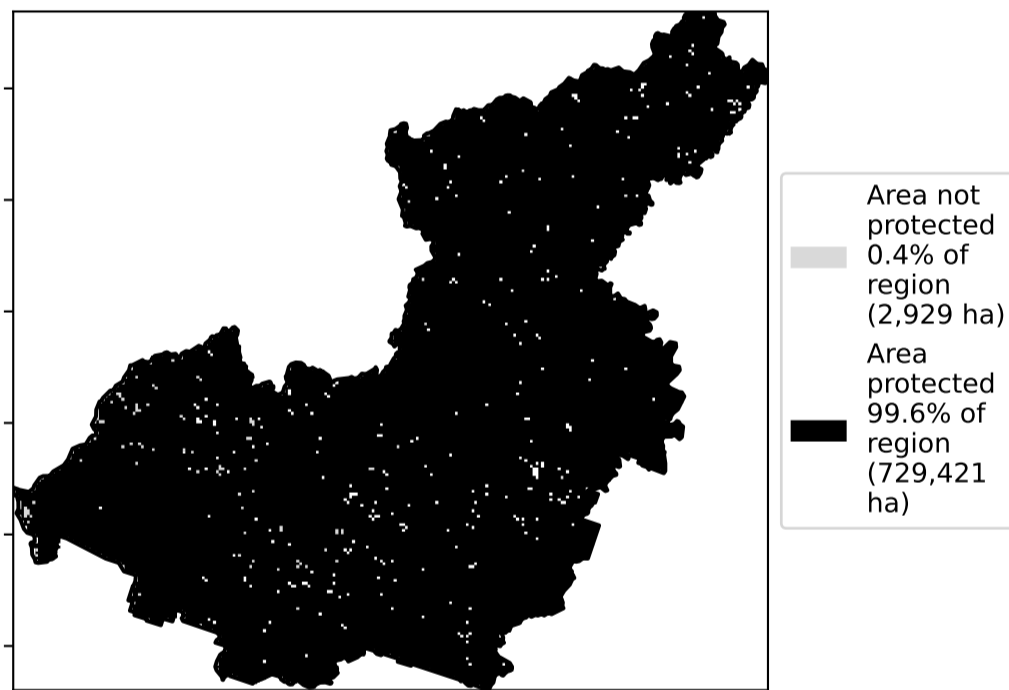 Area not
protected
0.4% of
region
(2,929 ha)
Area
protected
99.6% of
region
(729,421
ha)